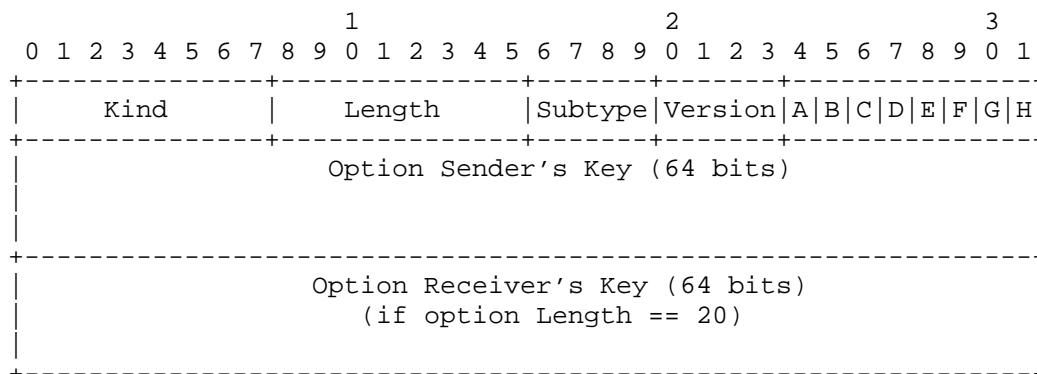 1                   2                   3
 0 1 2 3 4 5 6 7 8 9 0 1 2 3 4 5 6 7 8 9 0 1 2 3 4 5 6 7 8 9 0 1
+---------------+---------------+-------+-------+---------------
|     Kind      |    Length     |Subtype|Version|A|B|C|D|E|F|G|H
+---------------+---------------+-------+-------+---------------
|                   Option Sender's Key (64 bits)
|
|
+---------------------------------------------------------------
|                  Option Receiver's Key (64 bits)
|                     (if option Length == 20)
|
+---------------------------------------------------------------